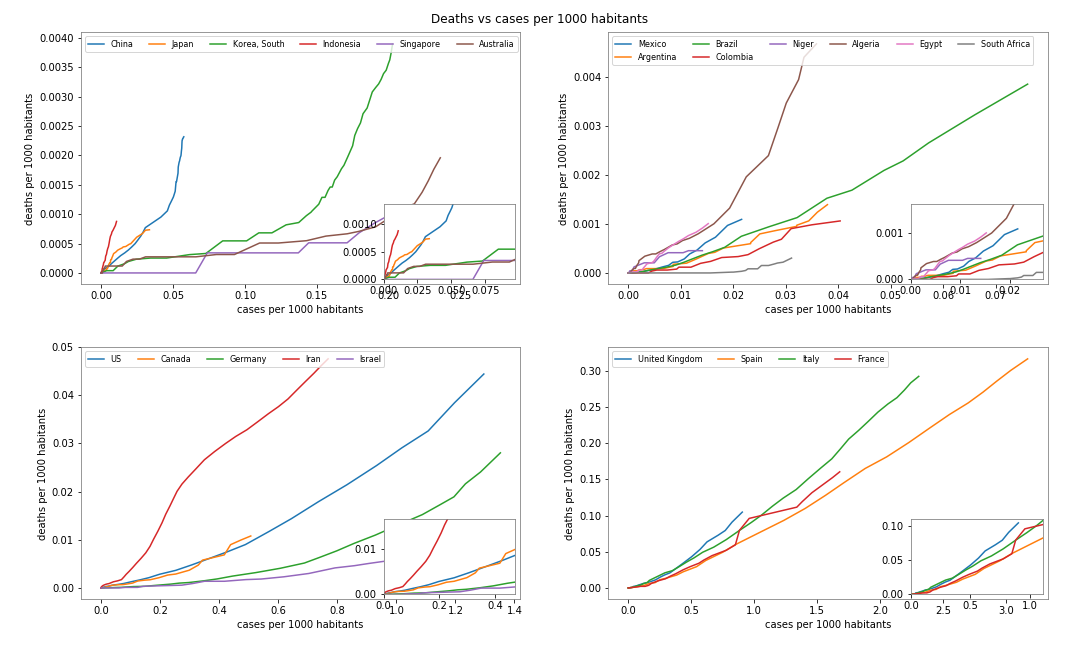 Deaths vs cases per 1000 habitants
China Japan Korea, South Indonesia Singapore Australia
deaths per 1000 habitants
0.0040
0.0035
0.0030
0.0025
0.0020
0.0015
0.0010
0.0005
0.0000
0.00 0.05 0.10 0.15 0.20 0.25
cases per 1000 habitants
0.0010
0.0005
0.0000
0.000 0.025 0.050 0.075
Mexico Brazil Niger Algeria Egypt South Africa
Argentina Colombia
deaths per 1000 habitants
0.004
0.003
0.002
0.001
0.000
0.00 0.01 0.02 0.03 0.04 0.05 0.06 0.07
cases per 1000 habitants
0.001
0.000
0.00 0.01 0.02
US Canada Germany Iran Israel
deaths per 1000 habitants
0.05
0.04
0.03
0.02
0.01
0.00
0.0 0.2 0.4 0.6 0.8 1.0 1.2 1.4
cases per 1000 habitants
0.01
0.00
0.0 0.2 0.4
United Kingdom Spain Italy France
deaths per 1000 habitants
0.30
0.25
0.20
0.15
0.10
0.05
0.00
0.0 0.5 1.0 1.5 2.0 2.5 3.0
cases per 1000 habitants
0.10
0.05
0.00
0.0 0.5 1.0